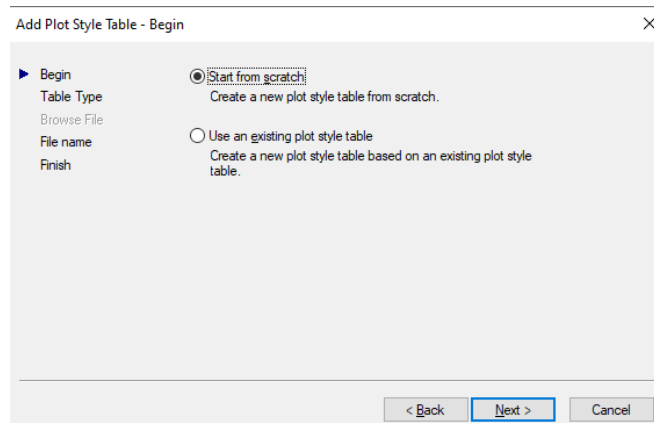 Add Plot Style Table - Begin
Begin
Table Type
Browse File
File name
Finish
Start from scratch
Create a new plot style table from scratch.
Use an existing plot style table
Create a new plot style table based on an existing plot style
table.
< Back
Next >
Cancel